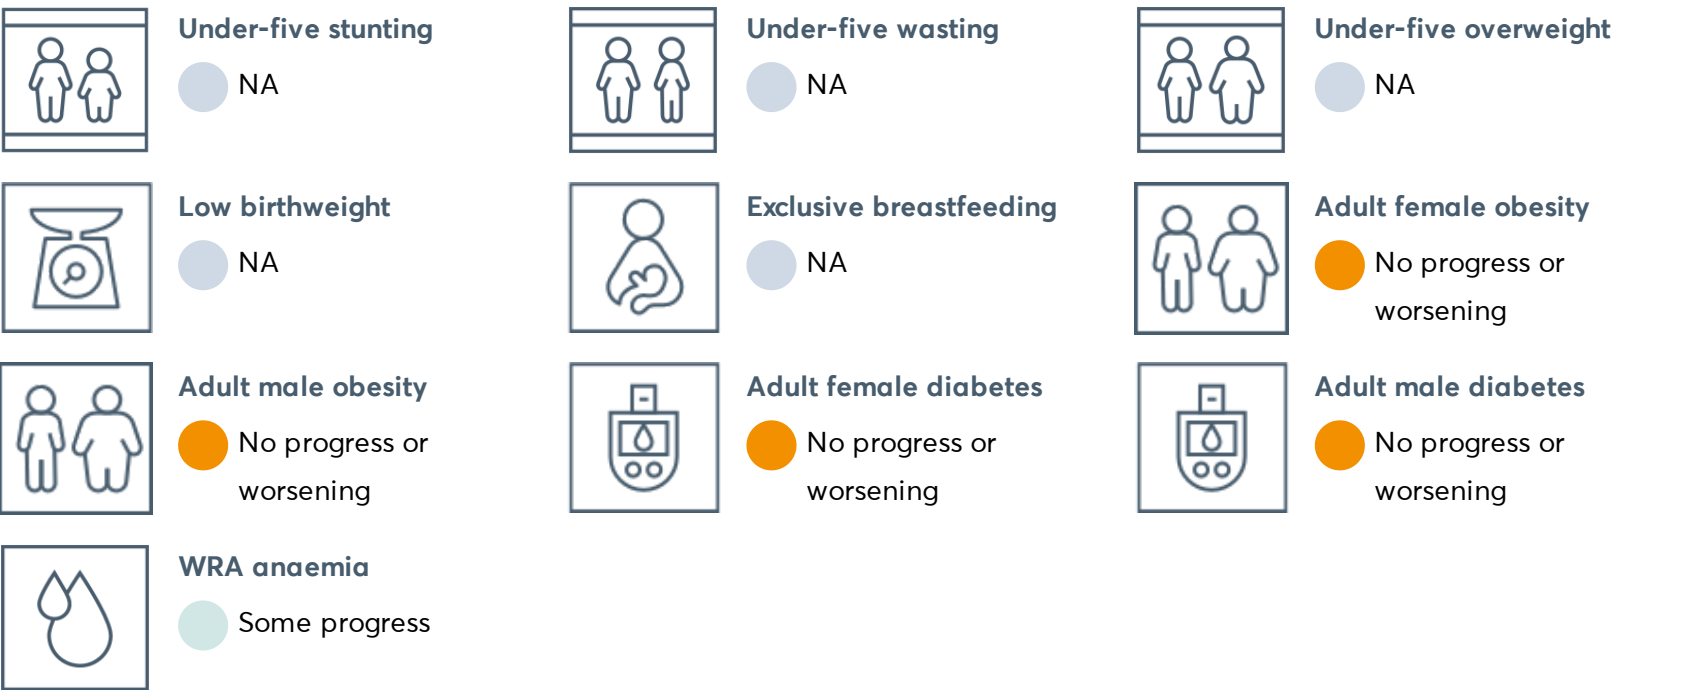 Under-five stunting
NA
Under-five wasting
NA
Under-five overweight
NA
Low birthweight
NA
Exclusive breastfeeding
NA
Adult female obesity
No progress or
worsening
Adult male obesity
No progress or
worsening
Adult female diabetes
No progress or
worsening
Adult male diabetes
No progress or
worsening
WRA anaemia
Some progress